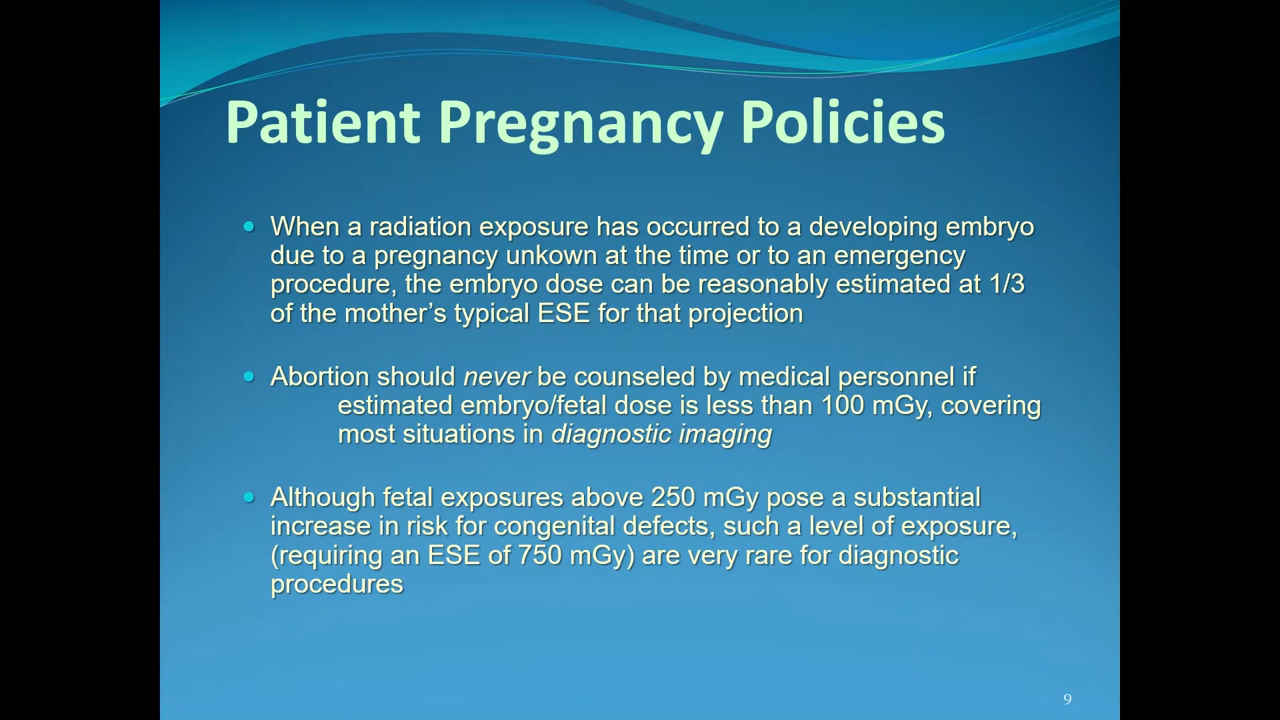 Patient Pregnancy Policies
• When a radiation exposure has occurred to a developing embryo
due to a pregnancy unkown at the time or to an emergency
procedure, the embryo dose can be reasonably estimated at 1/3
of the mother’s typical ESE for that projection
• Abortion should never be counseled by medical personnel if
estimated embryo/fetal dose is less than 100 mGy, covering
most situations in diagnostic imaging
• Although fetal exposures above 250 mGy pose a substantial
increase in risk for congenital defects, such a level of exposure,
(requiring an ESE of 750 mGy) are very rare for diagnostic
procedures
9